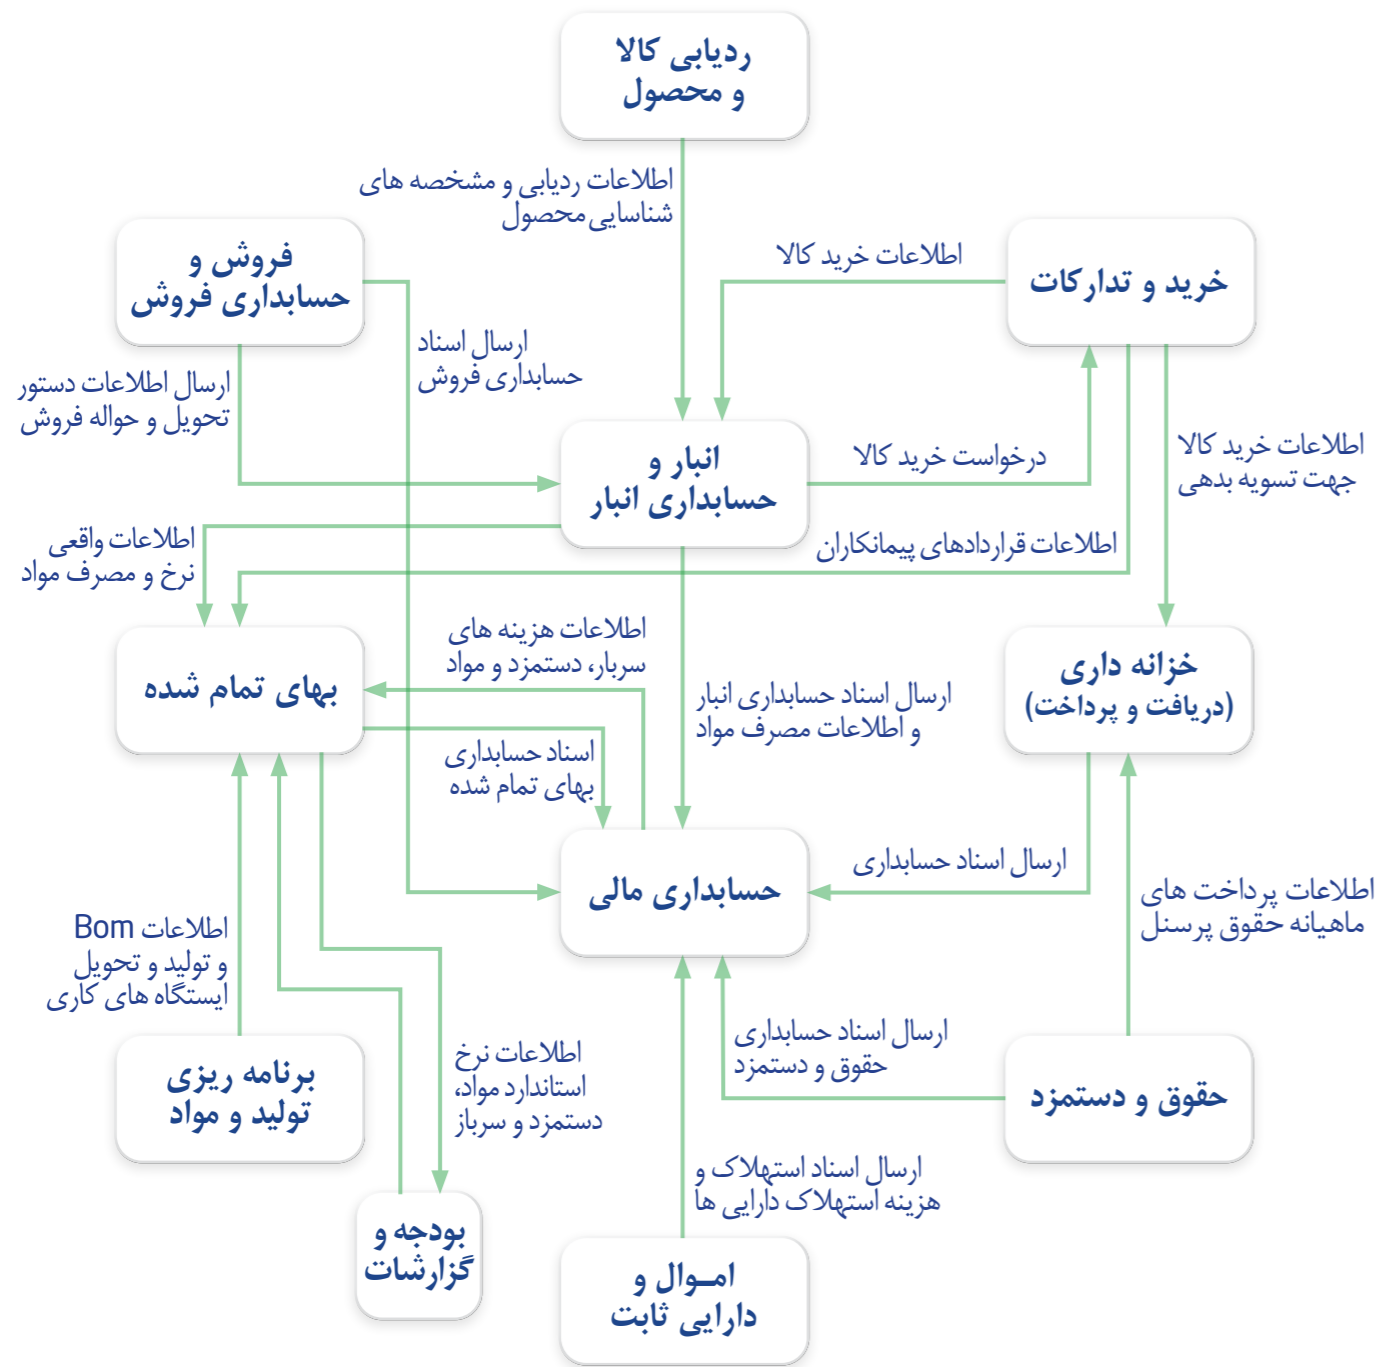 ردیابی کالا
و محصول
اطلاعات ردیابی و مشخصه های
شناسایی محصول
خرید و تدارکات
اطلاعات خرید کالا
فروش و
حسابداری فروش
ارسال اسناد
حسابداری فروش
ارسال اطلاعات دستور
تحویل و حواله فروش
اطلاعات خرید کالا
جهت تسویه بدهی
درخواست خرید کالا
انبار و
حسابداری انبار
اطلاعات قراردادهای پیمانکاران
اطلاعات واقعی
نرخ و مصرف مواد
خزانه داری
(دریافت و پرداخت)
اطلاعات هزینه های
سربار، دستمزد و مواد
بهای تمام شده
ارسال اسناد حسابداری انبار
و اطلاعات مصرف مواد
اسناد حسابداری
بهای تمام شده
ارسال اسناد حسابداری
حسابداری مالی
اطلاعات پرداخت های
ماهیانه حقوق پرسنل
اطلاعات Bom
و تولید و تحویل
ایستگاه های کاری
ارسال اسناد حسابداری
حقوق و دستمزد
اطلاعات نرخ
استاندارد مواد،
دستمزد و سرباز
حقوق و دستمزد
برنامه ریزی
تولید و مواد
ارسال اسناد استهلاک و
هزینه استهلاک دارایی ها
بودجه و
گزارشات
امـوال و
دارایی ثابت